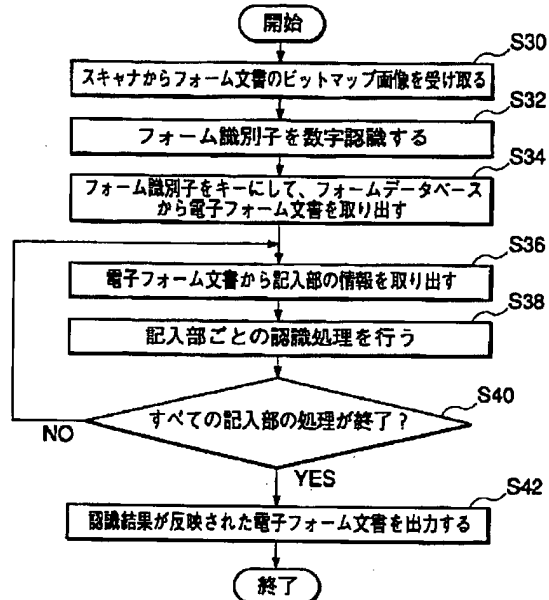 開始
S30
スキャナからフォーム文書のビットマップ画像を受け取る
S32
フォーム識別子を数字認識する
S34
フォーム識別子をキーにして、フォームデータベース
から電子フォーム文書を取り出す
S36
電子フォーム文書から記入部の情報を取り出す
S38
記入部ごとの認識処理を行う
S40
すべての記入部の処理が終了?
NO
YES
S42
認識結果が反映された電子フォーム文書を出力する
終了